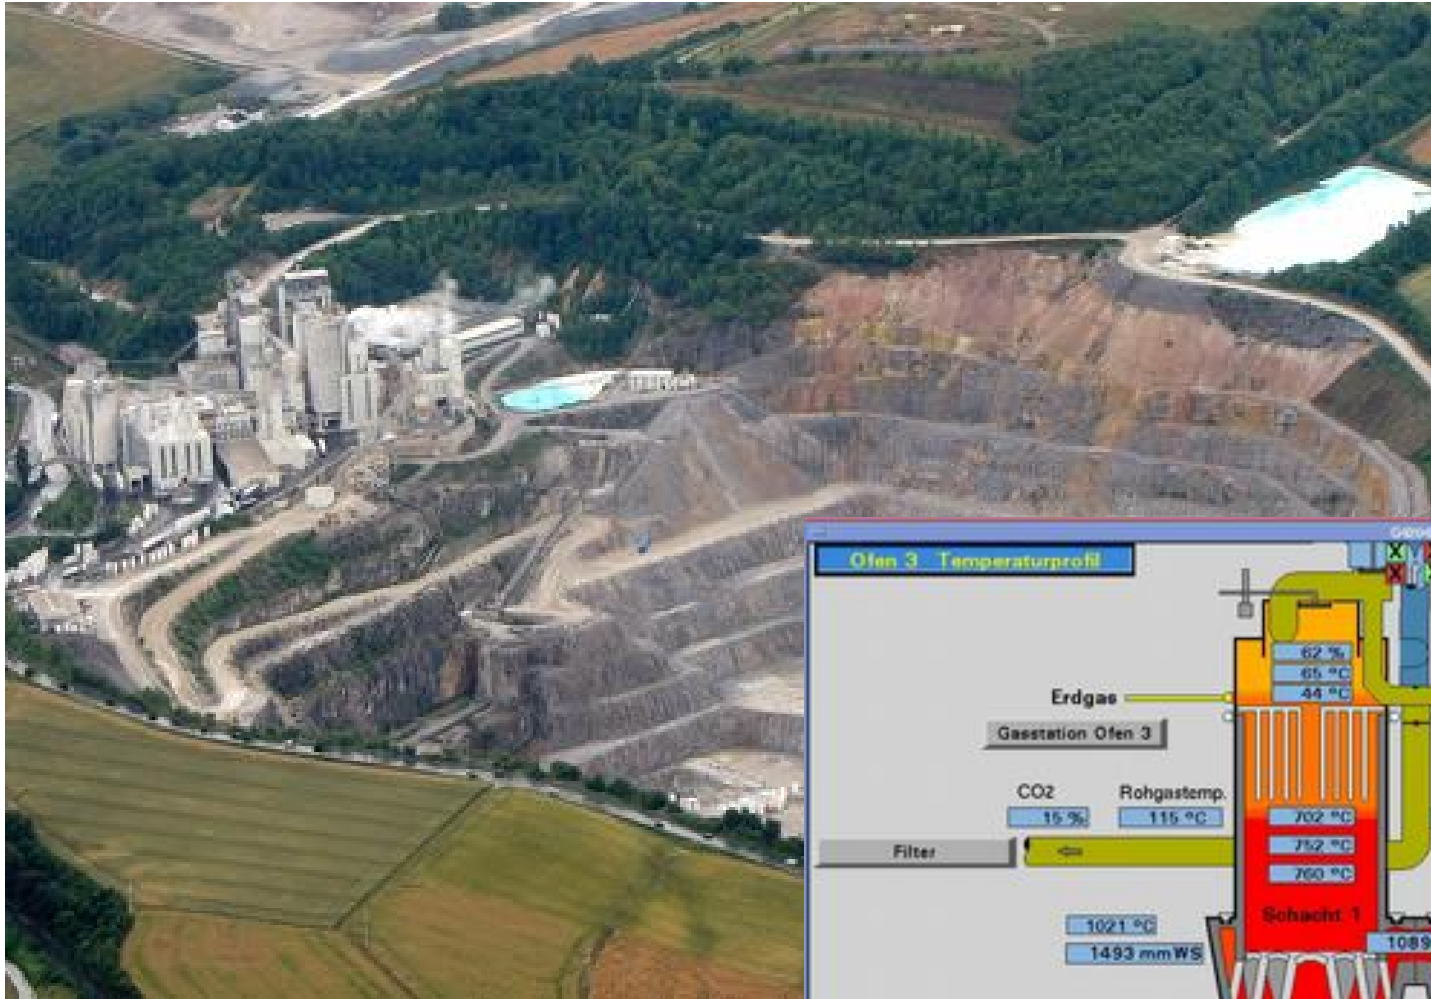 Ofen 3 Temperaturprofil
62 %
65 °C
44 °C
Erdgas
Gasstation Ofen 3
CO2
Rohgastemp.
15 %
115 °C
702 °C
752 °C
760 °C
Filter
Schacht 1
1021 °C
1493 mmWS
1089